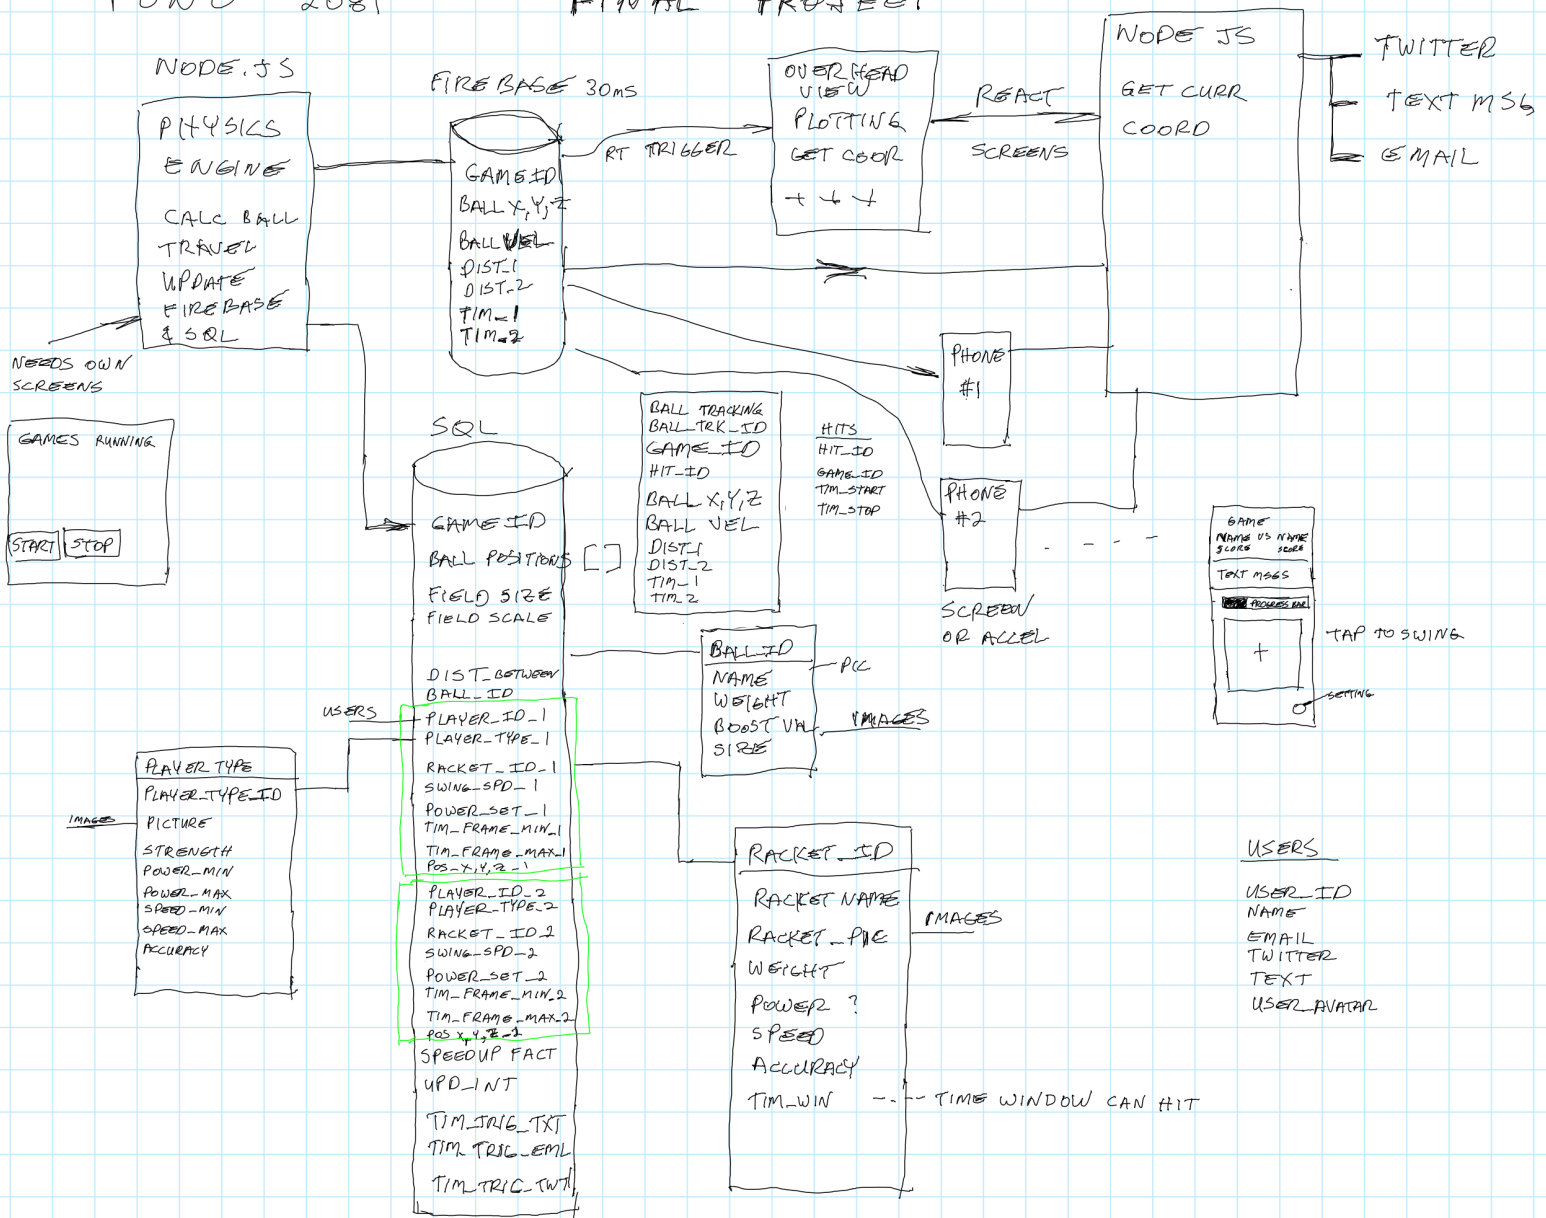 FINAL PROJECT
NODE.JS
PHYSICS
ENGINE
CALC BALL
TRAVEL
UPDATE
FIREBASE
& SQL
NEEDS OWN
SCREENS
GAMES RUNNING
START
STOP
FIREBASE 30ms
GAME ID
BALL X,Y,Z
BALL VEL
DIST_1
DIST_2
TIM_1
TIM_2
RT TRIGGER
OVERHEAD
VIEW
PLOTTING
GET COOR
+ + +
REACT
SCREENS
NODE JS
GET CURR
COORD
TWITTER
TEXT MSG
EMAIL
PHONE
#1
PHONE
#2
SCREEN
OR ACCEL
GAME
NAME VS NAME
SCORE SCORE
TEXT MSGS
PROGRESS BAR
+
TAP TO SWING
SETTING
SQL
GAME ID
BALL POSITIONS [ ]
FIELD SIZE
FIELD SCALE
DIST_BETWEEN
BALL_ID
USERS
PLAYER_ID_1
PLAYER_TYPE_1
RACKET_ID_1
SWING_SPD_1
POWER_SET_1
TIM_FRAME_MIN_1
TIM_FRAME_MAX_1
POS_X,Y,Z_1
PLAYER_ID_2
PLAYER_TYPE_2
RACKET_ID_2
SWING_SPD_2
POWER_SET_2
TIM_FRAME_MIN_2
TIM_FRAME_MAX_2
POS X,Y,Z_2
SPEEDUP FACT
UPD_INT
TIM_TRIG_TXT
TIM_TRIG_EML
TIM_TRIG_TWT
BALL TRACKING
BALL_TRK_ID
GAME_ID
HIT_ID
BALL X,Y,Z
BALL VEL
DIST_1
DIST_2
TIM_1
TIM_2
HITS
HIT_ID
GAME_ID
TIM_START
TIM_STOP
BALL_ID
NAME
WEIGHT
BOOST VAL
SIZE
PIC
IMAGES
PLAYER TYPE
PLAYER_TYPE_ID
IMAGES
PICTURE
STRENGTH
POWER_MIN
POWER_MAX
SPEED_MIN
SPEED_MAX
ACCURACY
RACKET_ID
RACKET NAME
RACKET_PIC
IMAGES
WEIGHT
POWER ?
SPEED
ACCURACY
TIM_WIN --- TIME WINDOW CAN HIT
USERS
USER_ID
NAME
EMAIL
TWITTER
TEXT
USER_AVATAR